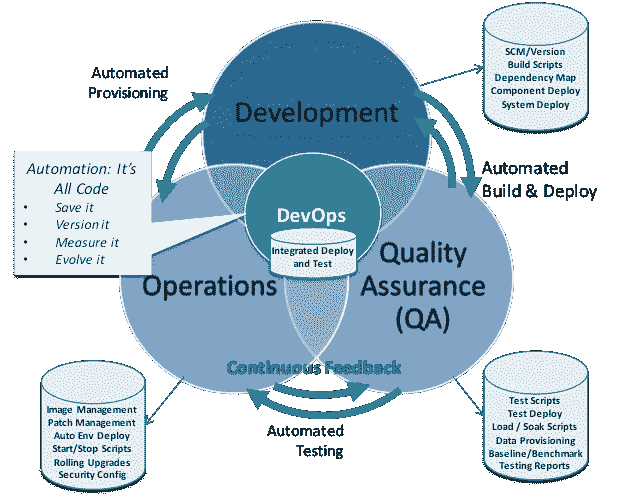 SCM/Version
Build Scripts
Dependency Map
Component Deploy
System Deploy
Automated
Provisioning
Development
Automation: It's
All Code
• Save it
• Version it
• Measure it
• Evolve it
Automated
Build & Deploy
DevOps
Integrated Deploy
and Test
Operations
Quality
Assurance
(QA)
Continuous Feedback
Automated
Testing
Image Management
Patch Management
Auto Env Deploy
Start/Stop Scripts
Rolling Upgrades
Security Config
Test Scripts
Test Deploy
Load / Soak Scripts
Data Provisioning
Baseline/Benchmark
Testing Reports